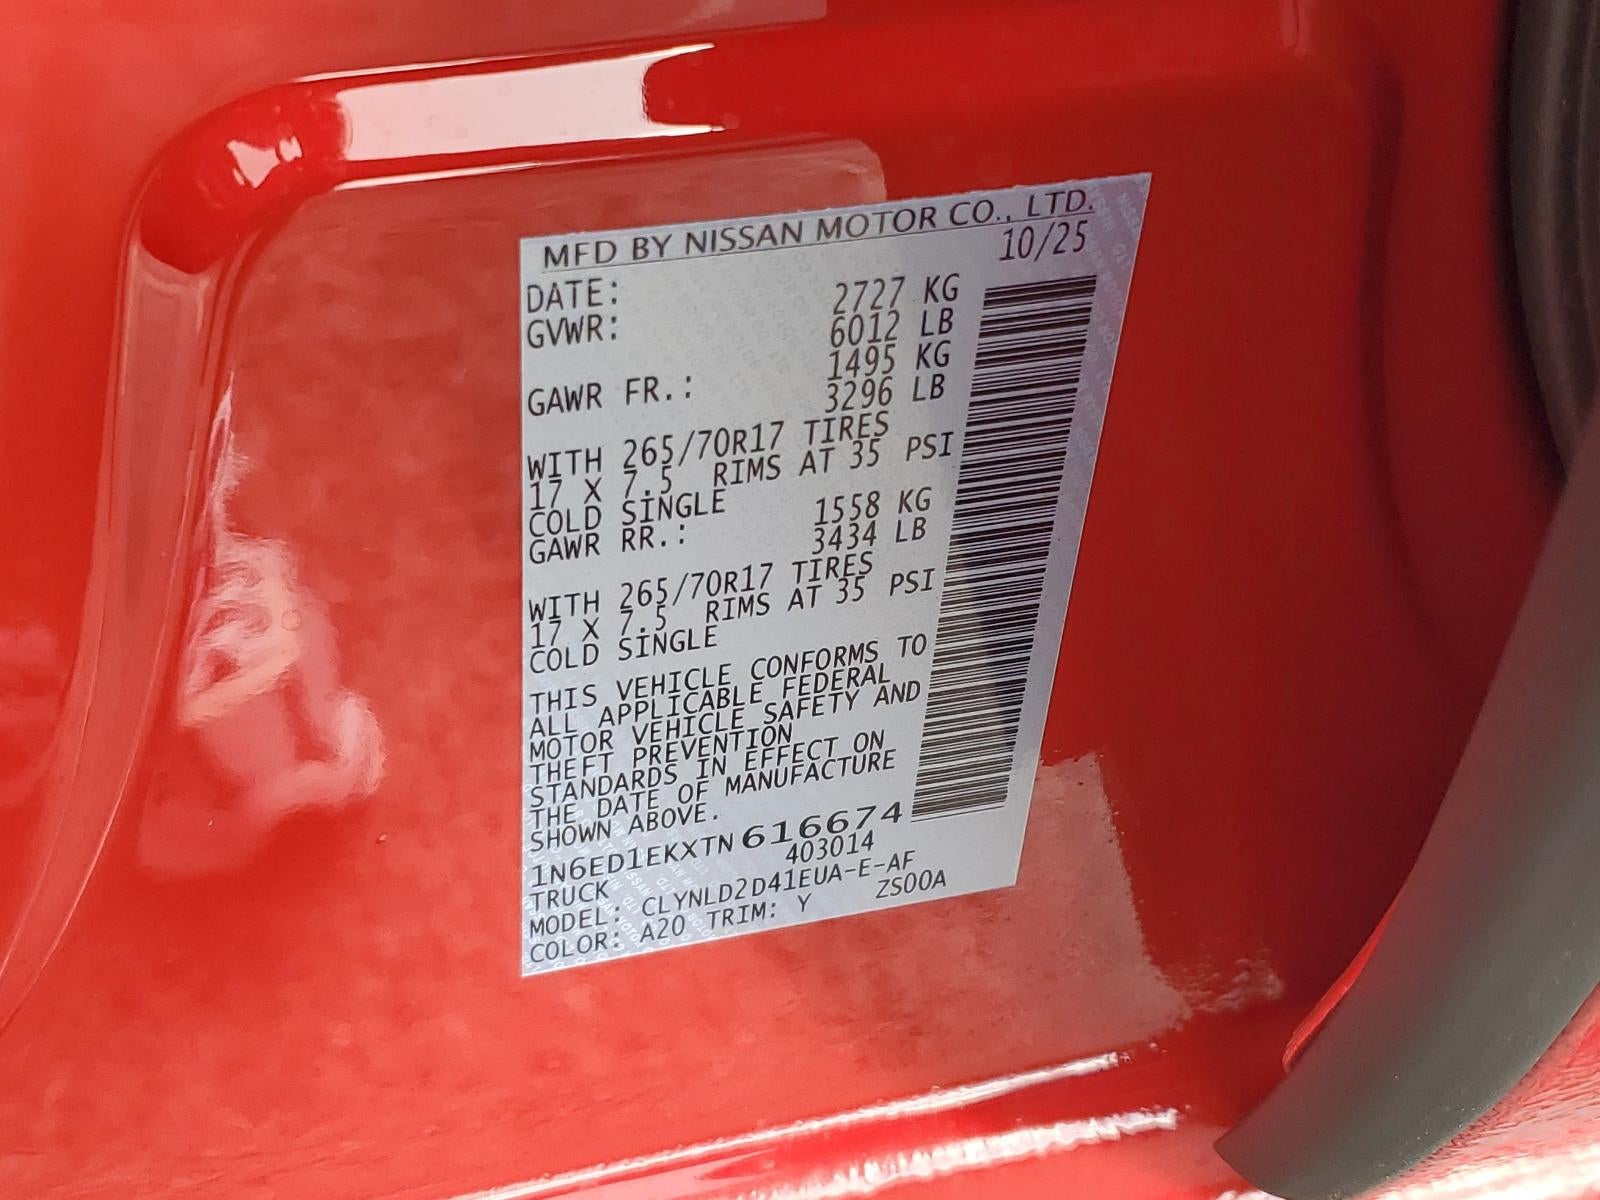 MFD BY NISSAN MOTOR CO., LTD.
DATE: 10/25
GVWR: 2727 KG
6012 LB
GAWR FR.: 1495 KG
3296 LB
WITH 265/70R17 TIRES
17 X 7.5 RIMS AT 35 PSI
COLD SINGLE
GAWR RR.: 1558 KG
3434 LB
WITH 265/70R17 TIRES
17 X 7.5 RIMS AT 35 PSI
COLD SINGLE
THIS VEHICLE CONFORMS TO
ALL APPLICABLE FEDERAL
MOTOR VEHICLE SAFETY AND
THEFT PREVENTION
STANDARDS IN EFFECT ON
THE DATE OF MANUFACTURE
SHOWN ABOVE.
1N6ED1EKXTN616674
TRUCK 403014
MODEL: CLYNLD2D41EUA-E-AF
COLOR: A20 TRIM: Y ZS00A